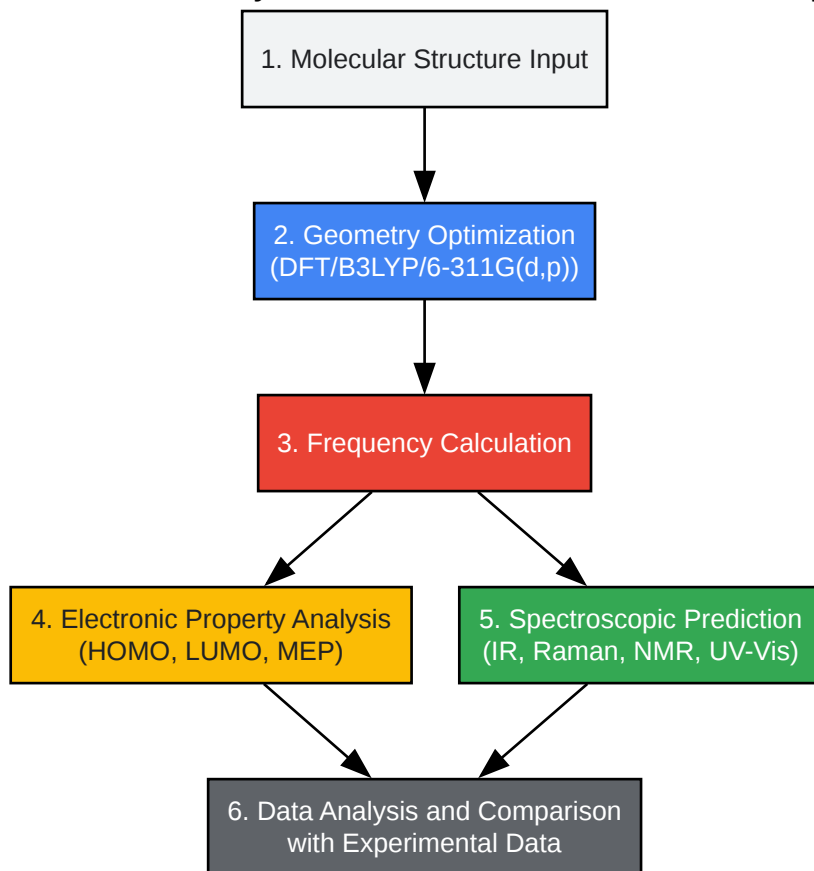 1. Molecular Structure Input
2. Geometry Optimization
(DFT/B3LYP/6-311G(d,p))
3. Frequency Calculation
4. Electronic Property Analysis
(HOMO, LUMO, MEP)
5. Spectroscopic Prediction
(IR, Raman, NMR, UV-Vis)
6. Data Analysis and Comparison
with Experimental Data